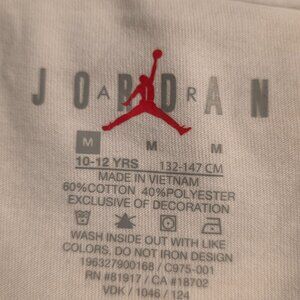 JORDAN
AIR
M M M
10-12 YRS 132-147 CM
MADE IN VIETNAM
60%COTTON 40%POLYESTER
EXCLUSIVE OF DECORATION
WASH INSIDE OUT WITH LIKE
COLORS, DO NOT IRON DESIGN
196327900168 / C975-001
RN #81917 / CA #18702
VDK / 1046 / 124